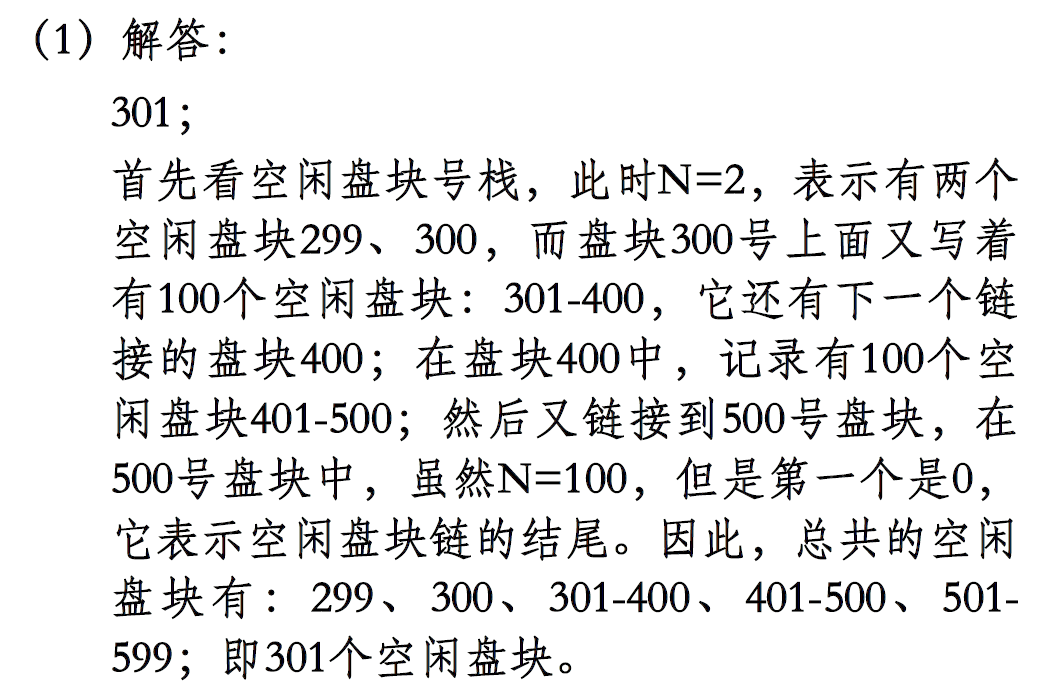 (1) 解答：
301；
首先看空闲盘块号栈，此时N=2，表示有两个
空闲盘块299、300，而盘块300号上面又写着
有100个空闲盘块：301-400，它还有下一个链
接的盘块400；在盘块400中，记录有100个空
闲盘块401-500；然后又链接到500号盘块，在
500号盘块中，虽然N=100，但是第一个是0，
它表示空闲盘块链的结尾。因此，总共的空闲
盘块有：299、300、301-400、401-500、501-
599；即301个空闲盘块。